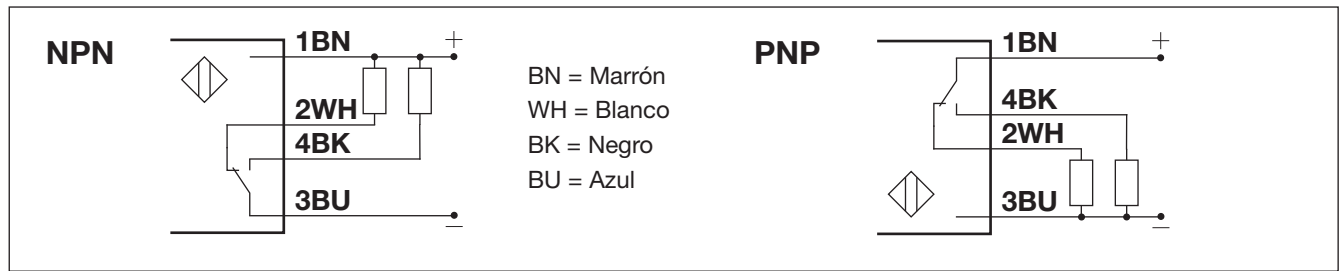 NPN
1BN
+
2WH
4BK
3BU
−
BN = Marrón
WH = Blanco
BK = Negro
BU = Azul
PNP
1BN
+
4BK
2WH
3BU
−